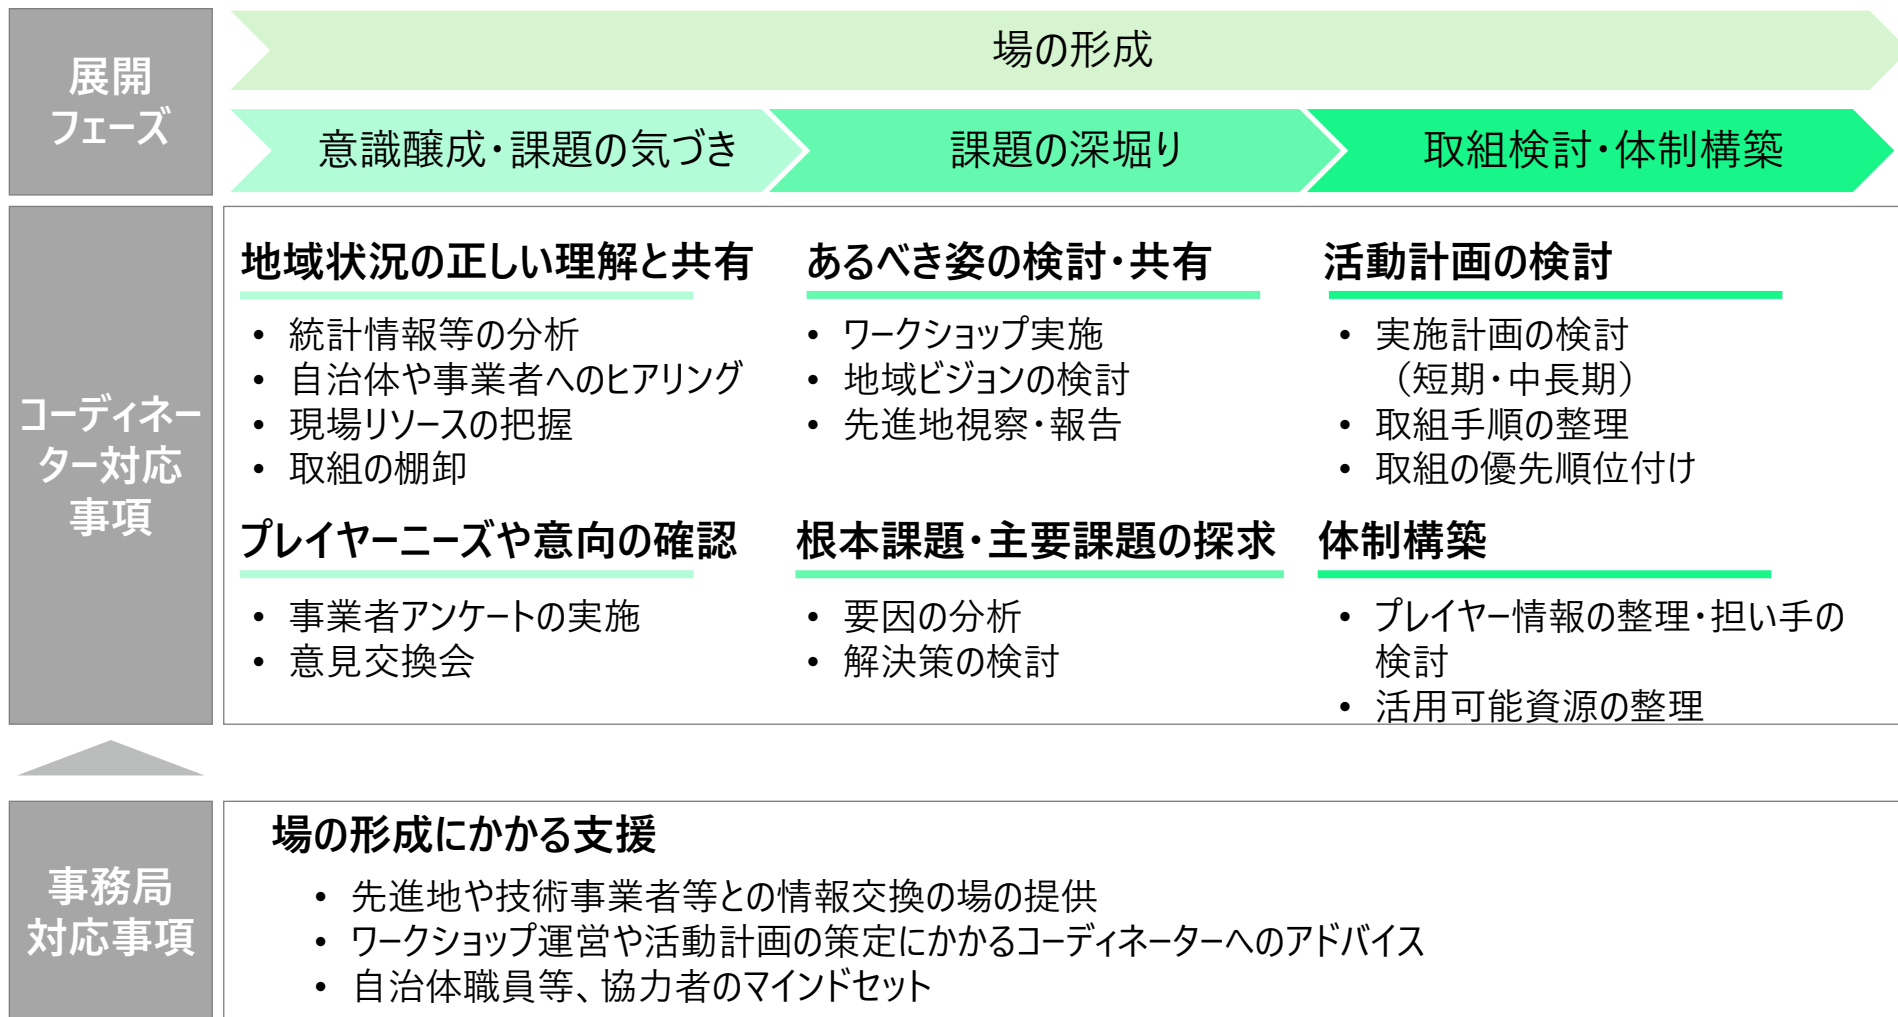 展開
フェーズ
場の形成
意識醸成・課題の気づき
課題の深堀り
取組検討・体制構築
コーディネー
ター対応
事項
地域状況の正しい理解と共有
• 統計情報等の分析
• 自治体や事業者へのヒアリング
• 現場リソースの把握
• 取組の棚卸
プレイヤーニーズや意向の確認
• 事業者アンケートの実施
• 意見交換会
あるべき姿の検討・共有
• ワークショップ実施
• 地域ビジョンの検討
• 先進地視察・報告
根本課題・主要課題の探求
• 要因の分析
• 解決策の検討
活動計画の検討
• 実施計画の検討
（短期・中長期）
• 取組手順の整理
• 取組の優先順位付け
体制構築
• プレイヤー情報の整理・担い手の
検討
• 活用可能資源の整理
事務局
対応事項
場の形成にかかる支援
• 先進地や技術事業者等との情報交換の場の提供
• ワークショップ運営や活動計画の策定にかかるコーディネーターへのアドバイス
• 自治体職員等、協力者のマインドセット